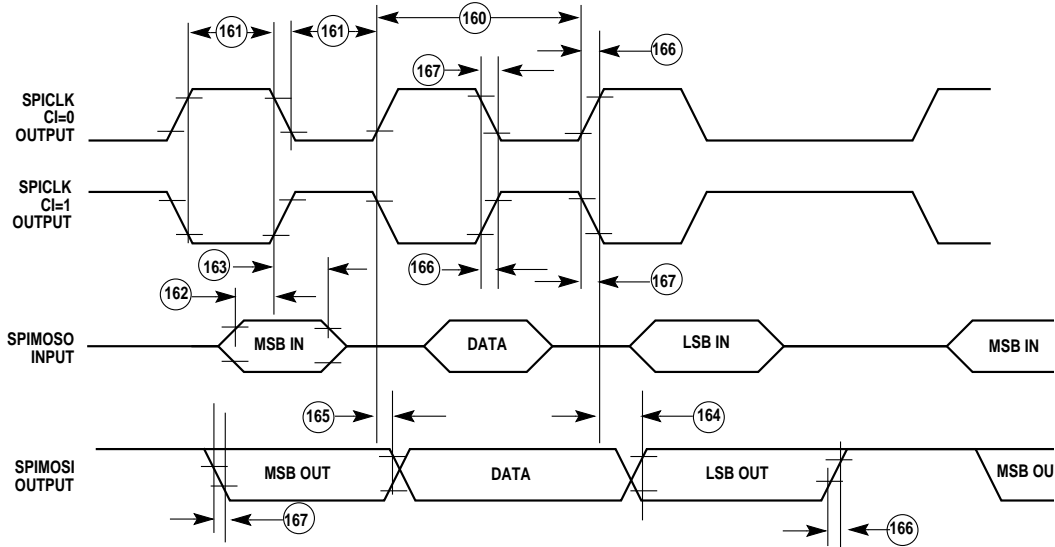 160
161
161
166
167
SPICLK
CI=0
OUTPUT
SPICLK
CI=1
OUTPUT
163
166
167
162
SPIMOSO
INPUT
MSB IN
DATA
LSB IN
MSB IN
165
164
SPIMOSI
OUTPUT
MSB OUT
DATA
LSB OUT
MSB OU
167
166